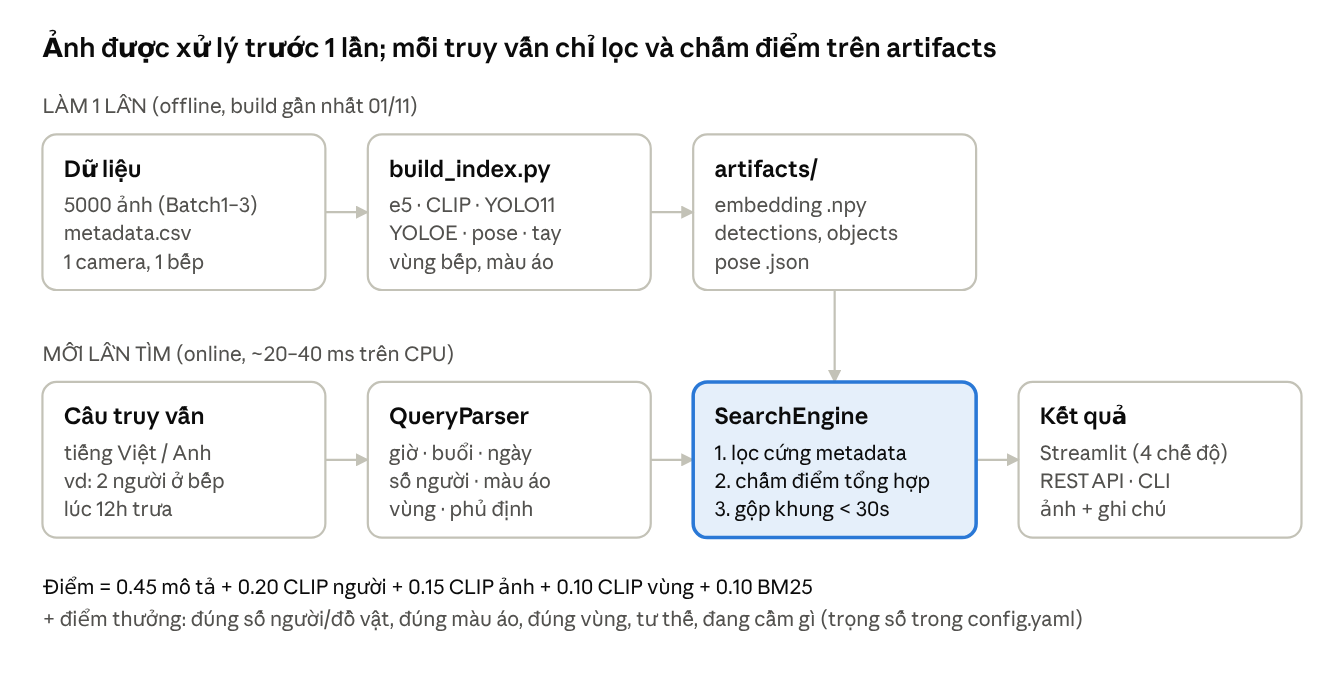 Ảnh được xử lý trước 1 lần; mỗi truy vấn chỉ lọc và chấm điểm trên artifacts
LÀM 1 LẦN (offline, build gần nhất 01/11)
Dữ liệu
5000 ảnh (Batch1–3)
metadata.csv
1 camera, 1 bếp
build_index.py
e5 · CLIP · YOLO11
YOLOE · pose · tay
vùng bếp, màu áo
artifacts/
embedding .npy
detections, objects
pose .json
MỖI LẦN TÌM (online, ~20–40 ms trên CPU)
Câu truy vấn
tiếng Việt / Anh
vd: 2 người ở bếp
lúc 12h trưa
QueryParser
giờ · buổi · ngày
số người · màu áo
vùng · phủ định
SearchEngine
1. lọc cứng metadata
2. chấm điểm tổng hợp
3. gộp khung < 30s
Kết quả
Streamlit (4 chế độ)
REST API · CLI
ảnh + ghi chú
Điểm = 0.45 mô tả + 0.20 CLIP người + 0.15 CLIP ảnh + 0.10 CLIP vùng + 0.10 BM25
+ điểm thưởng: đúng số người/đồ vật, đúng màu áo, đúng vùng, tư thế, đang cầm gì (trọng số trong config.yaml)